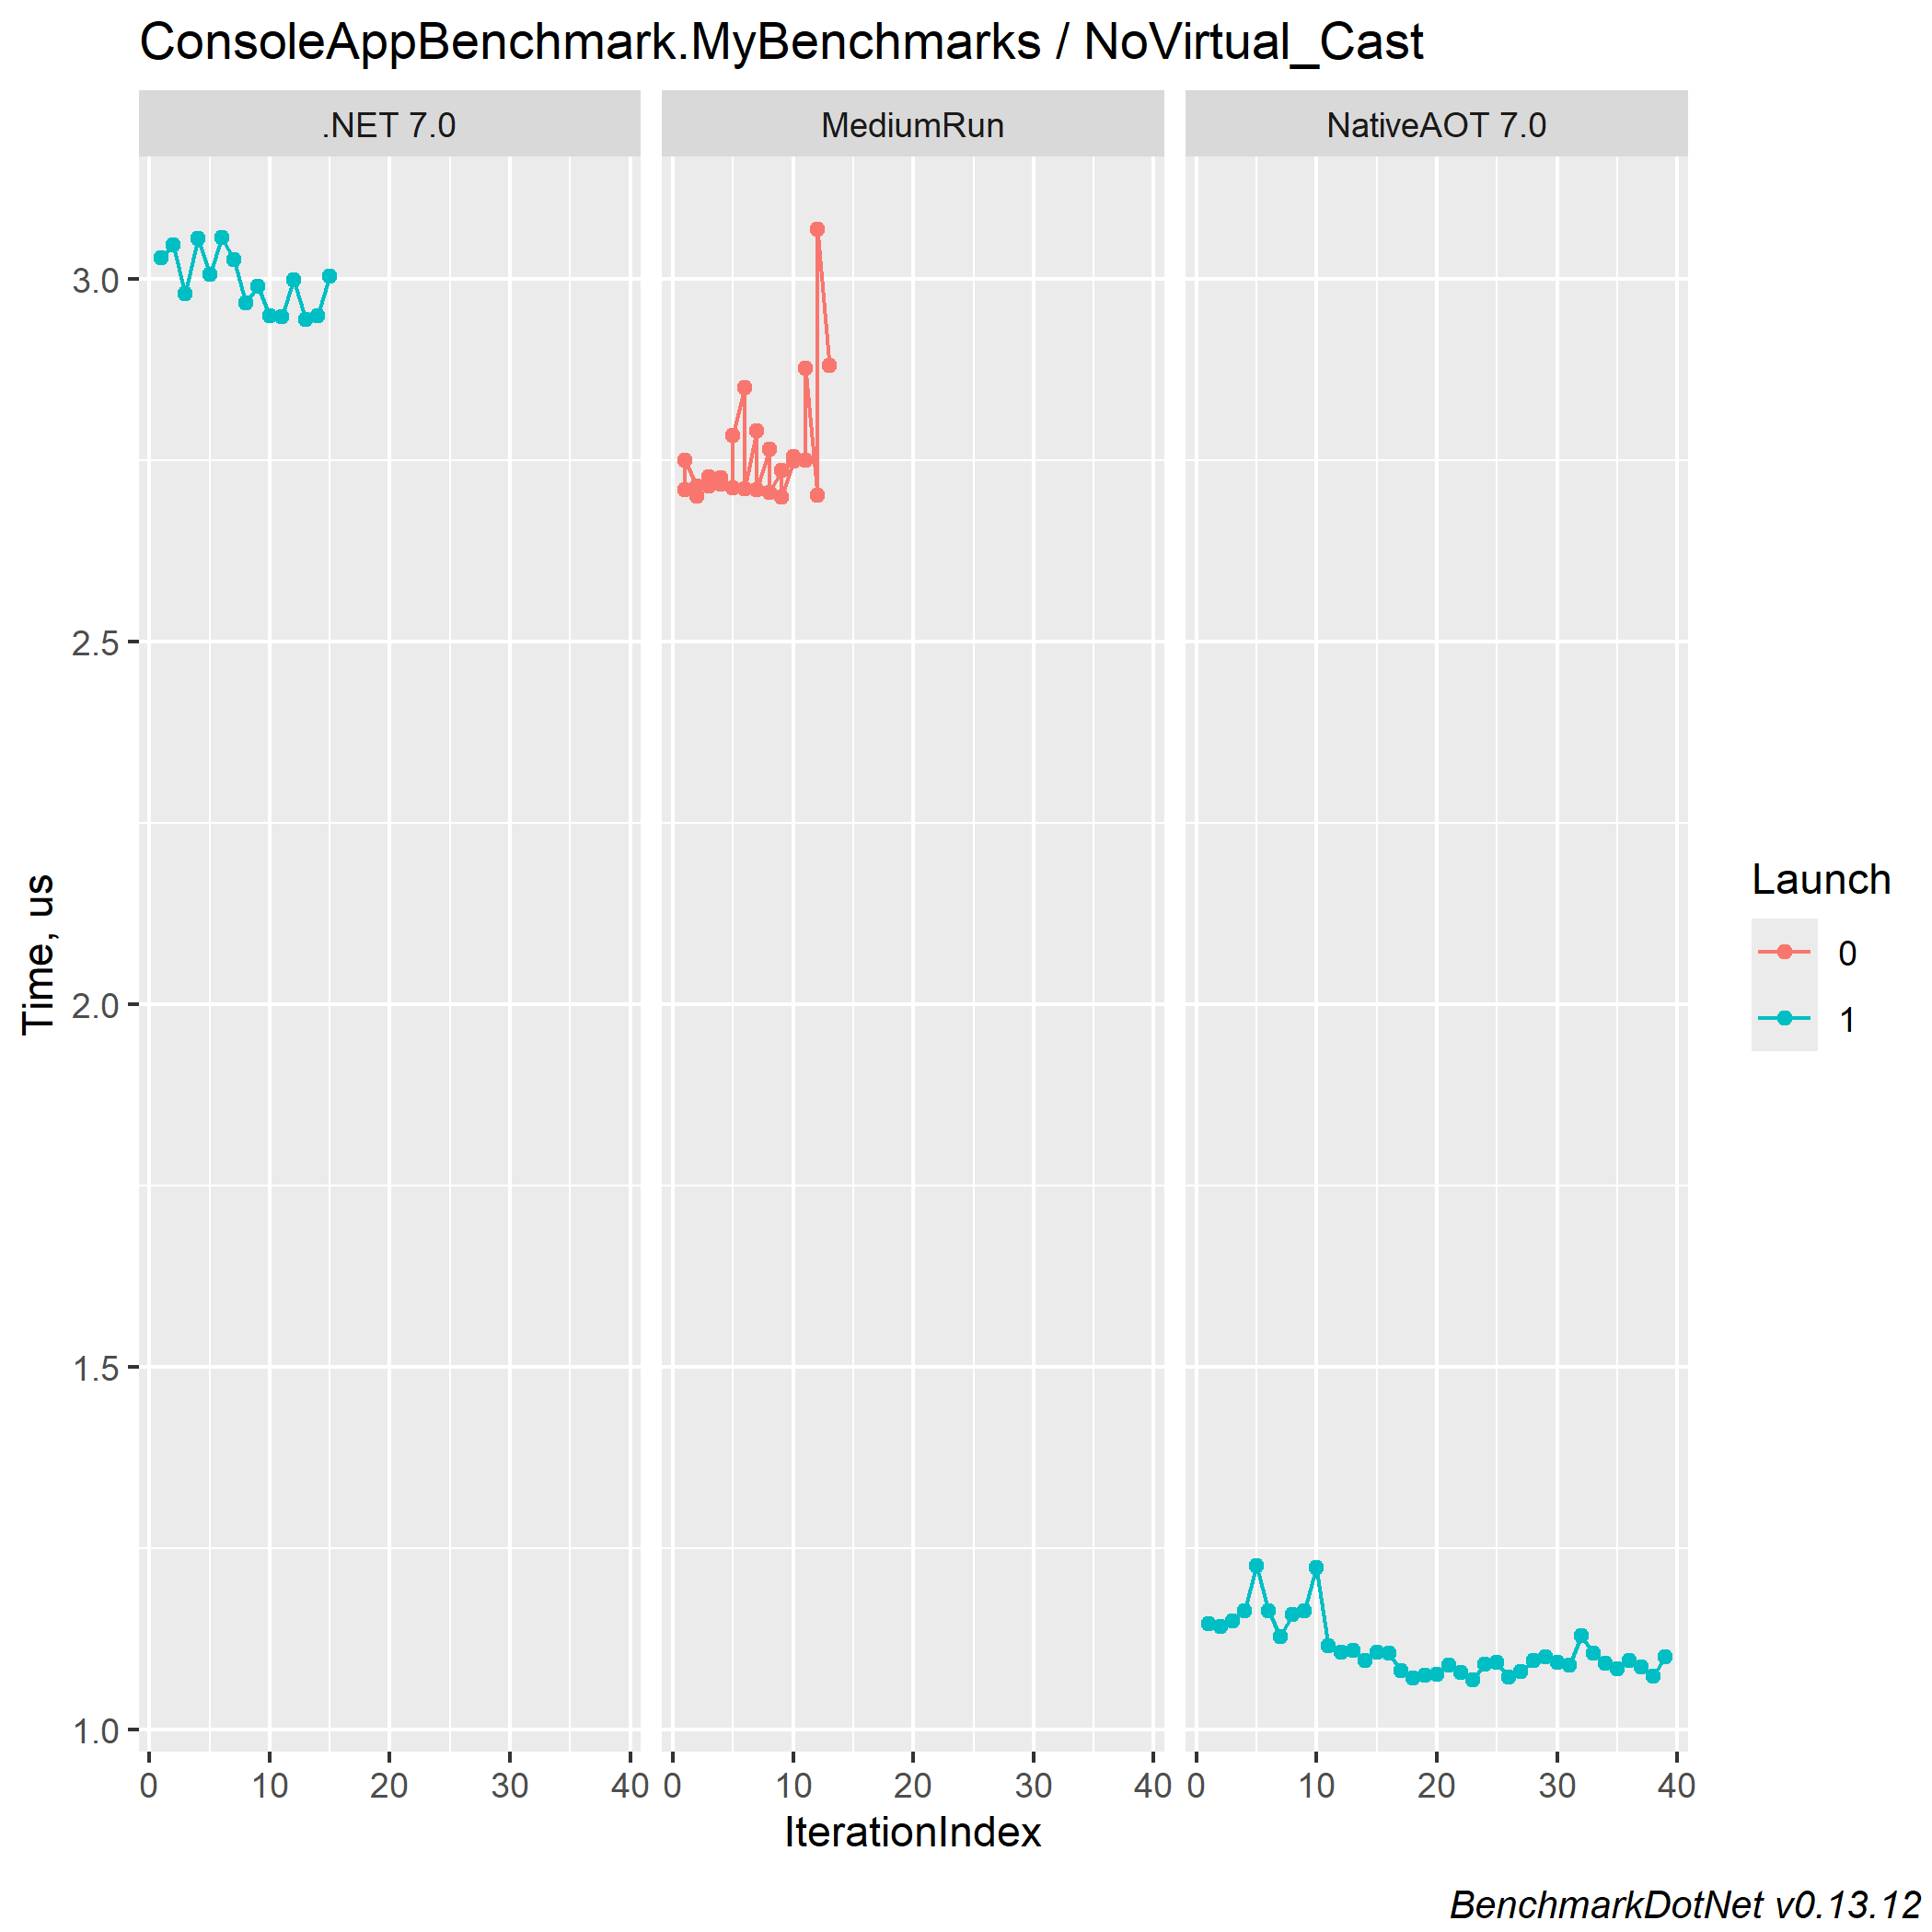 ConsoleAppBenchmark.MyBenchmarks / NoVirtual_Cast
.NET 7.0 MediumRun NativeAOT 7.0
3.0
2.5
2.0
1.5
1.0
Time, us
0 10 20 30 40 0 10 20 30 40 0 10 20 30 40
IterationIndex
Launch
0
1
BenchmarkDotNet v0.13.12